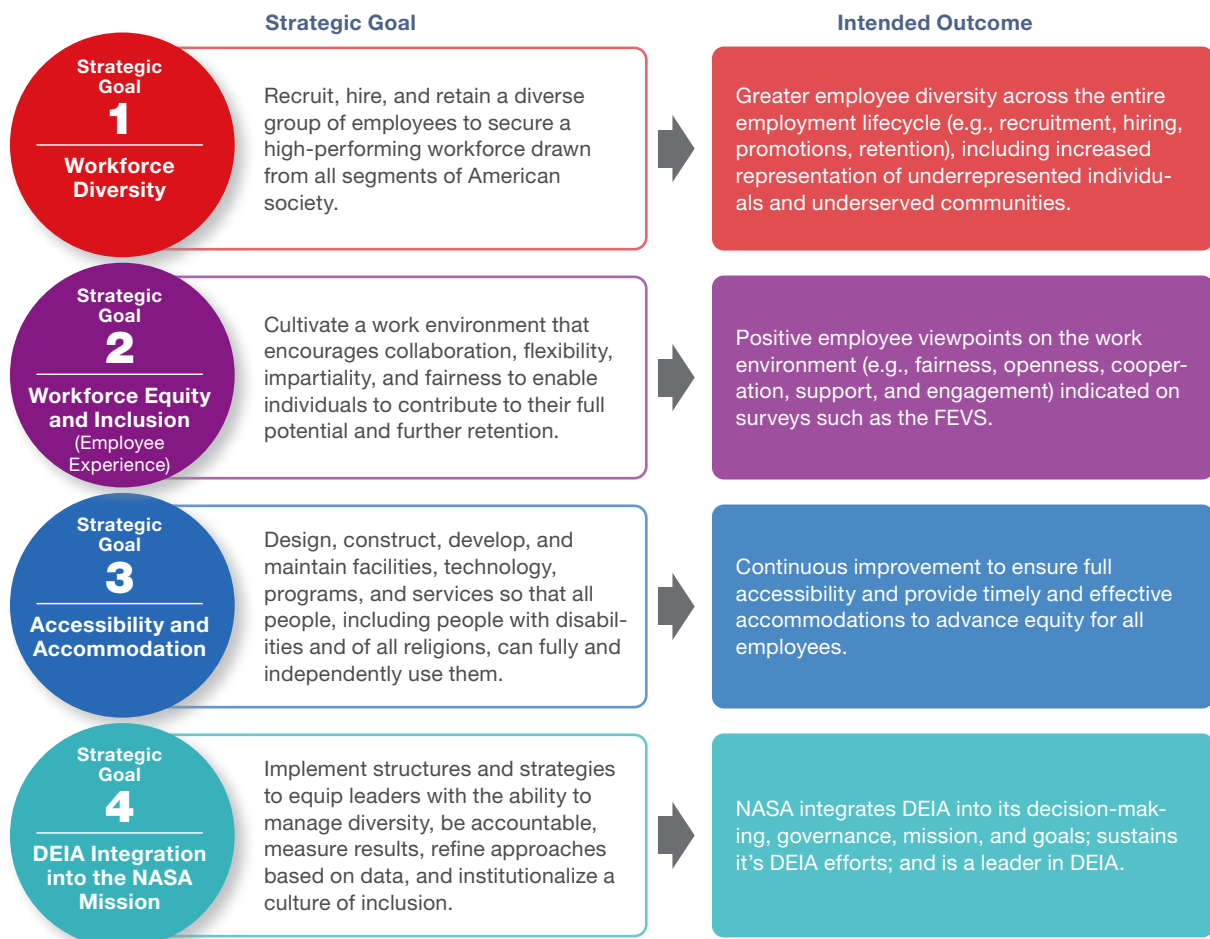 Strategic Goal
Intended Outcome
Strategic
Goal
1
Workforce
Diversity
Recruit, hire, and retain a diverse
group of employees to secure a
high-performing workforce drawn
from all segments of American
society.
Greater employee diversity across the entire
employment lifecycle (e.g., recruitment, hiring,
promotions, retention), including increased
representation of underrepresented individu-
als and underserved communities.
Strategic
Goal
2
Workforce Equity
and Inclusion
(Employee
Experience)
Cultivate a work environment that
encourages collaboration, flexibility,
impartiality, and fairness to enable
individuals to contribute to their full
potential and further retention.
Positive employee viewpoints on the work
environment (e.g., fairness, openness, cooper-
ation, support, and engagement) indicated on
surveys such as the FEVS.
Strategic
Goal
3
Accessibility and
Accommodation
Design, construct, develop, and
maintain facilities, technology,
programs, and services so that all
people, including people with disabil-
ities and of all religions, can fully and
independently use them.
Continuous improvement to ensure full
accessibility and provide timely and effective
accommodations to advance equity for all
employees.
Strategic
Goal
4
DEIA Integration
into the NASA
Mission
Implement structures and strategies
to equip leaders with the ability to
manage diversity, be accountable,
measure results, refine approaches
based on data, and institutionalize a
culture of inclusion.
NASA integrates DEIA into its decision-mak-
ing, governance, mission, and goals; sustains
it's DEIA efforts; and is a leader in DEIA.